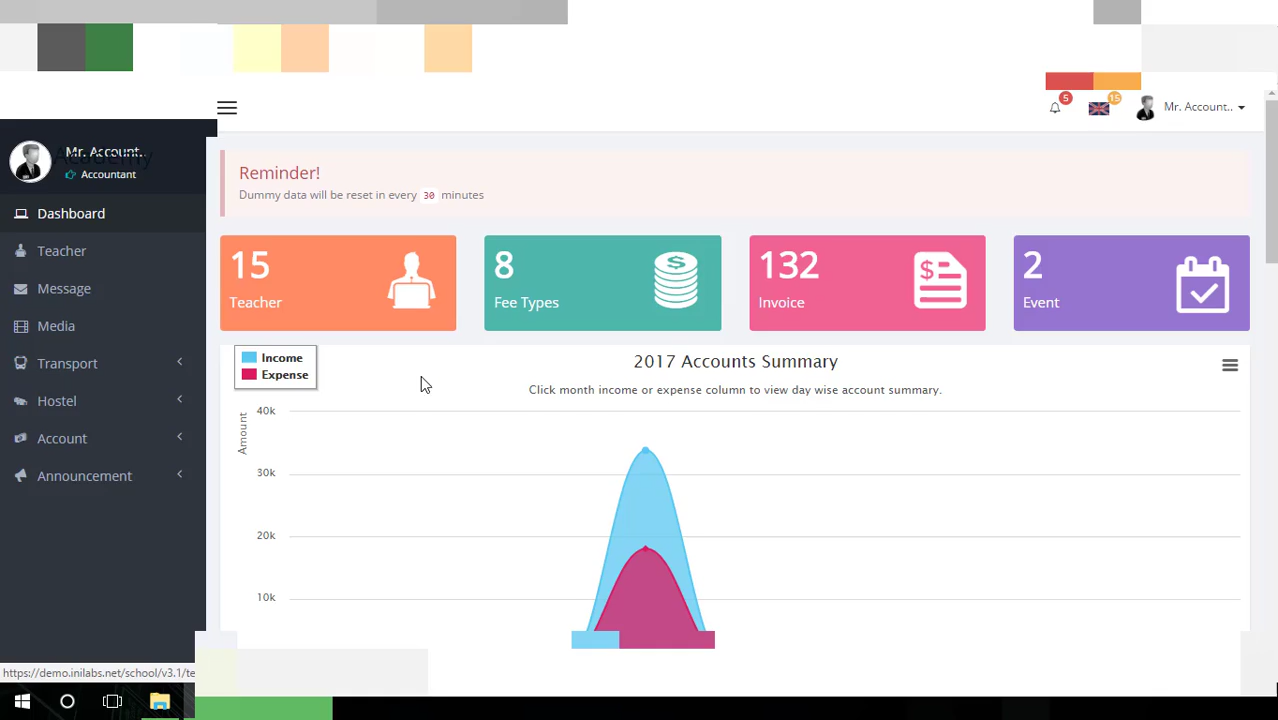 5
15
Mr. Account..
Mr. Account
Academy
Accountant
Dashboard
Teacher
Message
Media
Transport
Hostel
Account
Announcement
Reminder!
Dummy data will be reset in every 30 minutes
15
Teacher
8
Fee Types
132
Invoice
2
Event
Income
Expense
2017 Accounts Summary
Click month income or expense column to view day wise account summary.
Amount
40k
30k
20k
10k
https://demo.inilabs.net/school/v3.1/te